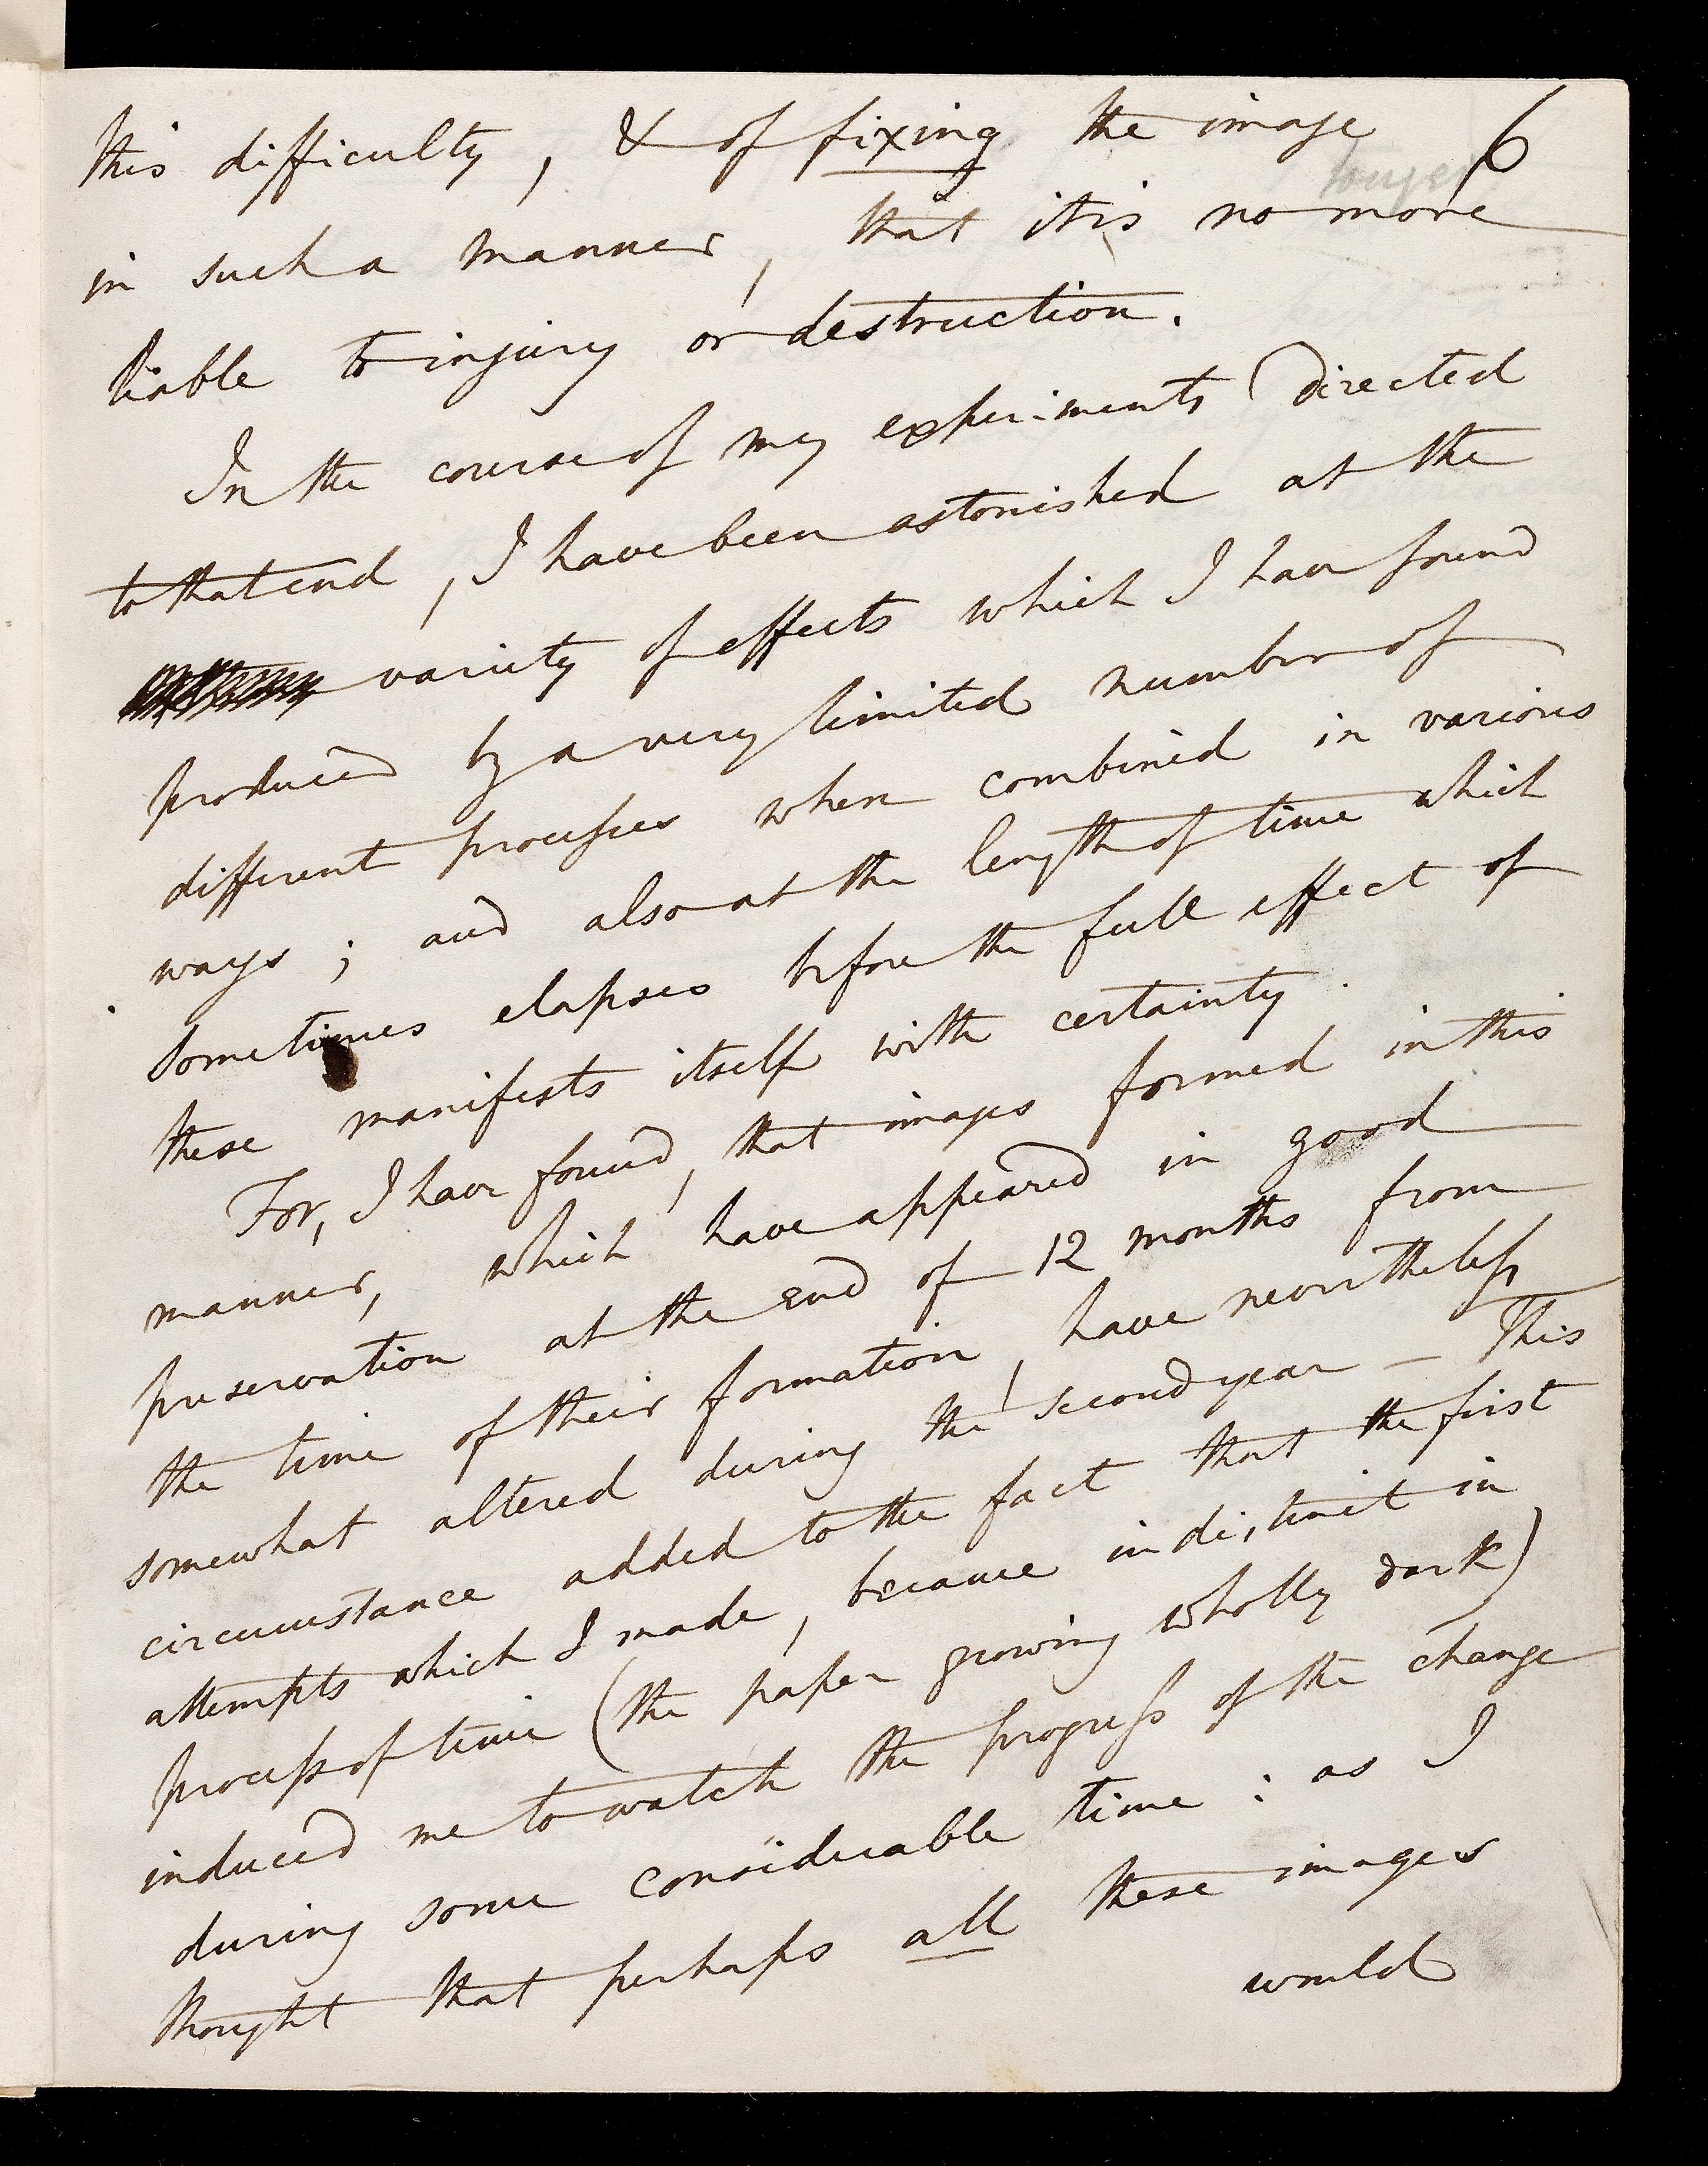 6
this difficulty, & of fixing the image
longer
in such a manner, that it is no more
liable to injury or destruction.
In the course of my experiments directed
to that end, I have been astonished at the
variety of effects which I have found
produced by a very limited number of
different processes when combined in various
ways; and also at the length of time which
sometimes elapses before the full effect of
these manifests itself with certainty.
For, I have found, that images formed in this
manner, which have appeared in good
preservation at the end of 12 months from
the time of their formation, have nevertheless
somewhat altered during the second year – This
circumstance added to the fact that the first
attempts which I made, became indistinct in
process of time (the paper growing wholly dark)
induced me to watch the progress of the change
during some considerable time : as I
thought that perhaps all these images
would